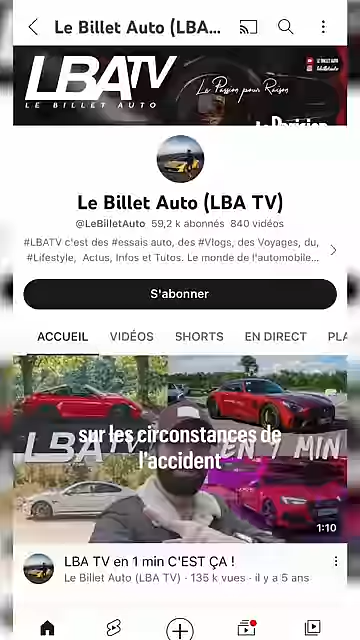 Le Billet Auto (LBA...
LBATV
LE BILLET AUTO
La Passion pour Raison
Le Parisien
Le Billet Auto (LBA TV)
@LeBilletAuto 59,2 k abonnés 840 vidéos
#LBATV c'est des #essais auto, des #Vlogs, des Voyages, du,
#Lifestyle, Actus, Infos et Tutos. Le monde de l'automobile...
S'abonner
ACCUEIL VIDÉOS SHORTS EN DIRECT PLA
sur les circonstances de
l'accident
LBA EN 1 MIN
1:10
LBA TV en 1 min C'EST ÇA !
Le Billet Auto (LBA TV) · 135 k vues · il y a 5 ans